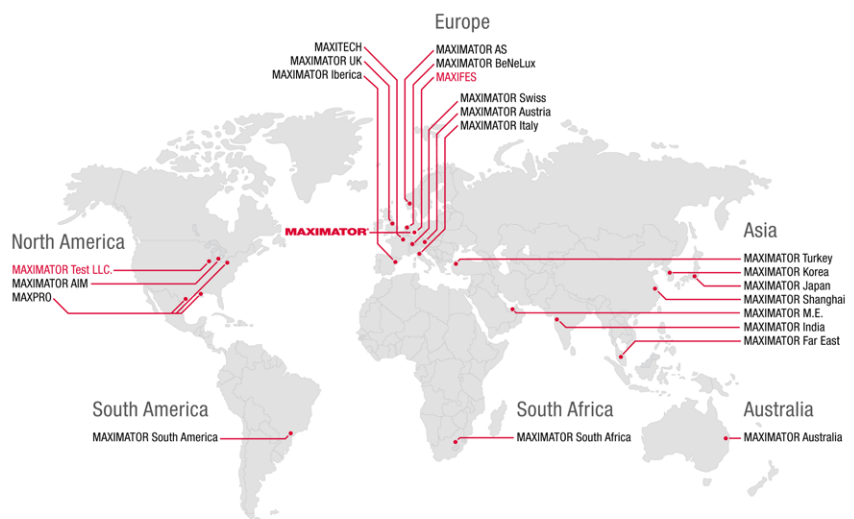 Europe
MAXITECH
MAXIMATOR UK
MAXIMATOR Iberica
MAXIMATOR AS
MAXIMATOR BeNeLux
MAXIFES
MAXIMATOR Swiss
MAXIMATOR Austria
MAXIMATOR Italy
MAXIMATOR®
North America
MAXIMATOR Test LLC.
MAXIMATOR AIM
MAXPRO
Asia
MAXIMATOR Turkey
MAXIMATOR Korea
MAXIMATOR Japan
MAXIMATOR Shanghai
MAXIMATOR M.E.
MAXIMATOR India
MAXIMATOR Far East
South America
MAXIMATOR South America
South Africa
MAXIMATOR South Africa
Australia
MAXIMATOR Australia